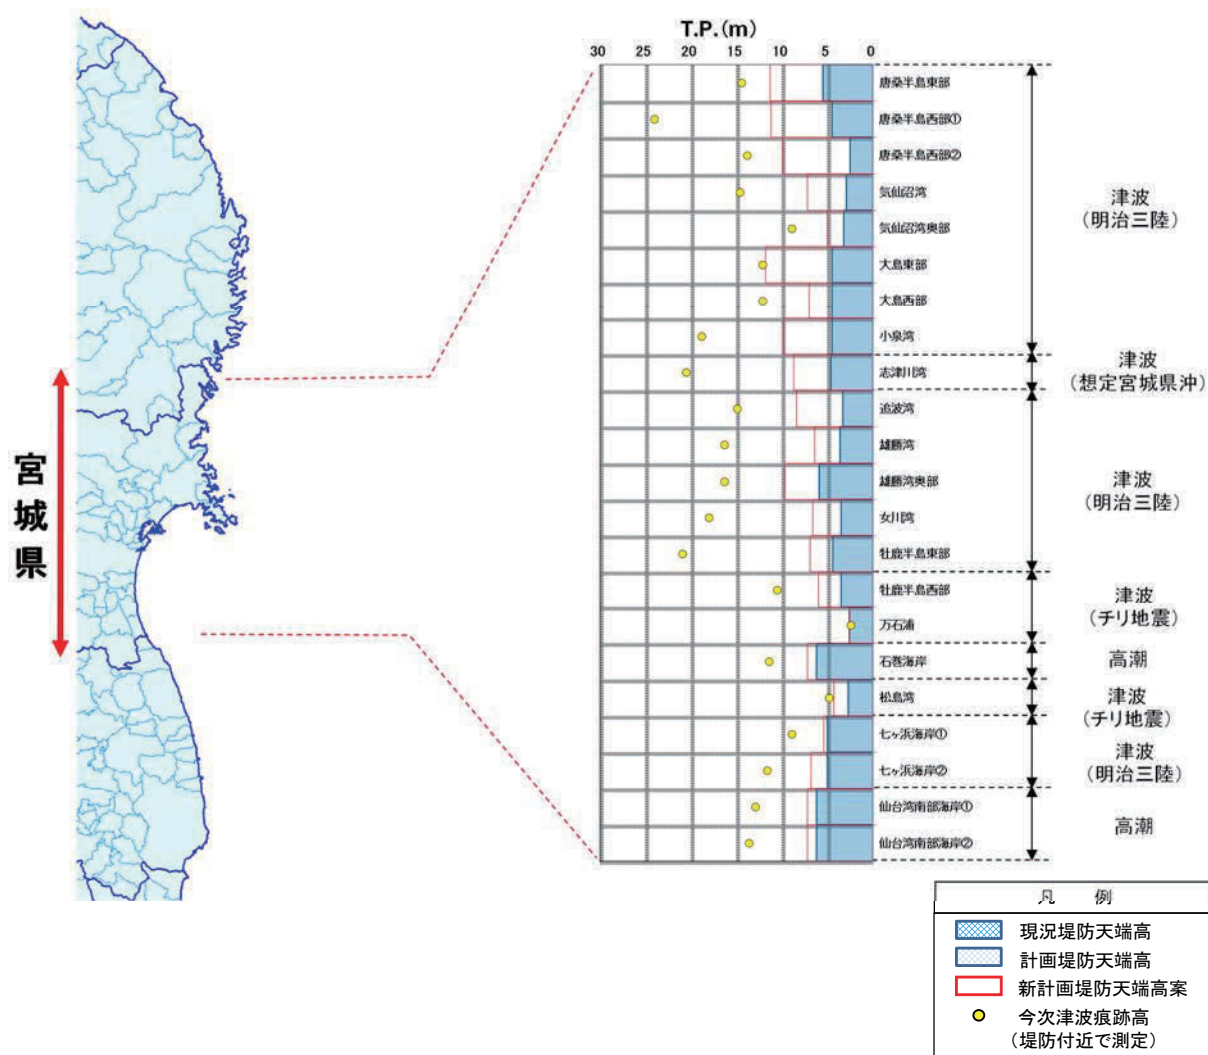 T.P.(m)
30 25 20 15 10 5 0
唐桑半島東部
唐桑半島西部①
唐桑半島西部②
気仙沼湾
気仙沼湾奥部
大島東部
大島西部
小泉湾
志津川湾
追波湾
雄勝湾
雄勝湾奥部
女川湾
牡鹿半島東部
牡鹿半島西部
万石浦
石巻海岸
松島湾
七ヶ浜海岸①
七ヶ浜海岸②
仙台湾南部海岸①
仙台湾南部海岸②
津波
(明治三陸)
津波
(想定宮城県沖)
津波
(明治三陸)
津波
(チリ地震)
高潮
津波
(チリ地震)
津波
(明治三陸)
高潮
宮城県
凡 例
現況堤防天端高
計画堤防天端高
新計画堤防天端高案
今次津波痕跡高
(堤防付近で測定)